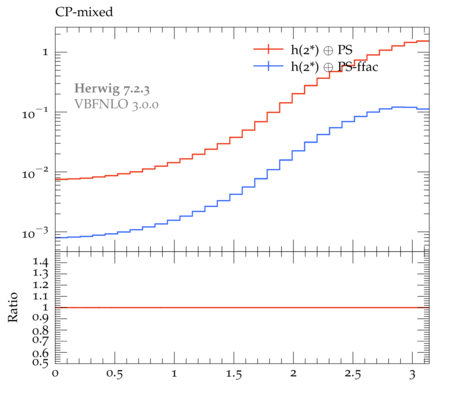 CP-mixed
h(2*) ⊕ PS
h(2*) ⊕ PS-ffac
Herwig 7.2.3
VBFNLO 3.0.0
1
10⁻¹
10⁻²
10⁻³
Ratio
1.4
1.3
1.2
1.1
1
0.9
0.8
0.7
0.6
0.5
0 0.5 1 1.5 2 2.5 3